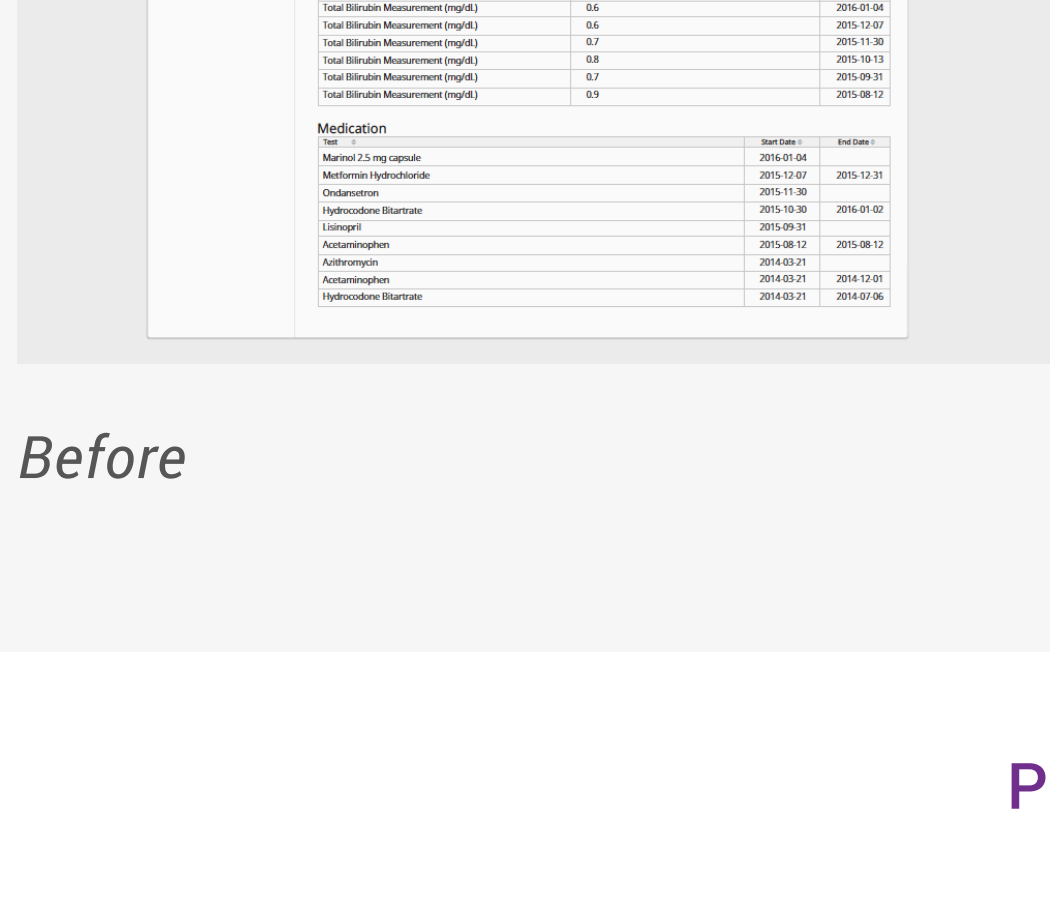 Total Bilirubin Measurement (mg/dL) 0.6 2016-01-04
Total Bilirubin Measurement (mg/dL) 0.6 2015-12-07
Total Bilirubin Measurement (mg/dL) 0.7 2015-11-30
Total Bilirubin Measurement (mg/dL) 0.8 2015-10-13
Total Bilirubin Measurement (mg/dL) 0.7 2015-09-31
Total Bilirubin Measurement (mg/dL) 0.9 2015-08-12
Medication
Test Start Date End Date
Marinol 2.5 mg capsule 2016-01-04
Metformin Hydrochloride 2015-12-07 2015-12-31
Ondansetron 2015-11-30
Hydrocodone Bitartrate 2015-10-30 2016-01-02
Lisinopril 2015-09-31
Acetaminophen 2015-08-12 2015-08-12
Azithromycin 2014-03-21
Acetaminophen 2014-03-21 2014-12-01
Hydrocodone Bitartrate 2014-03-21 2014-07-06
Before
P